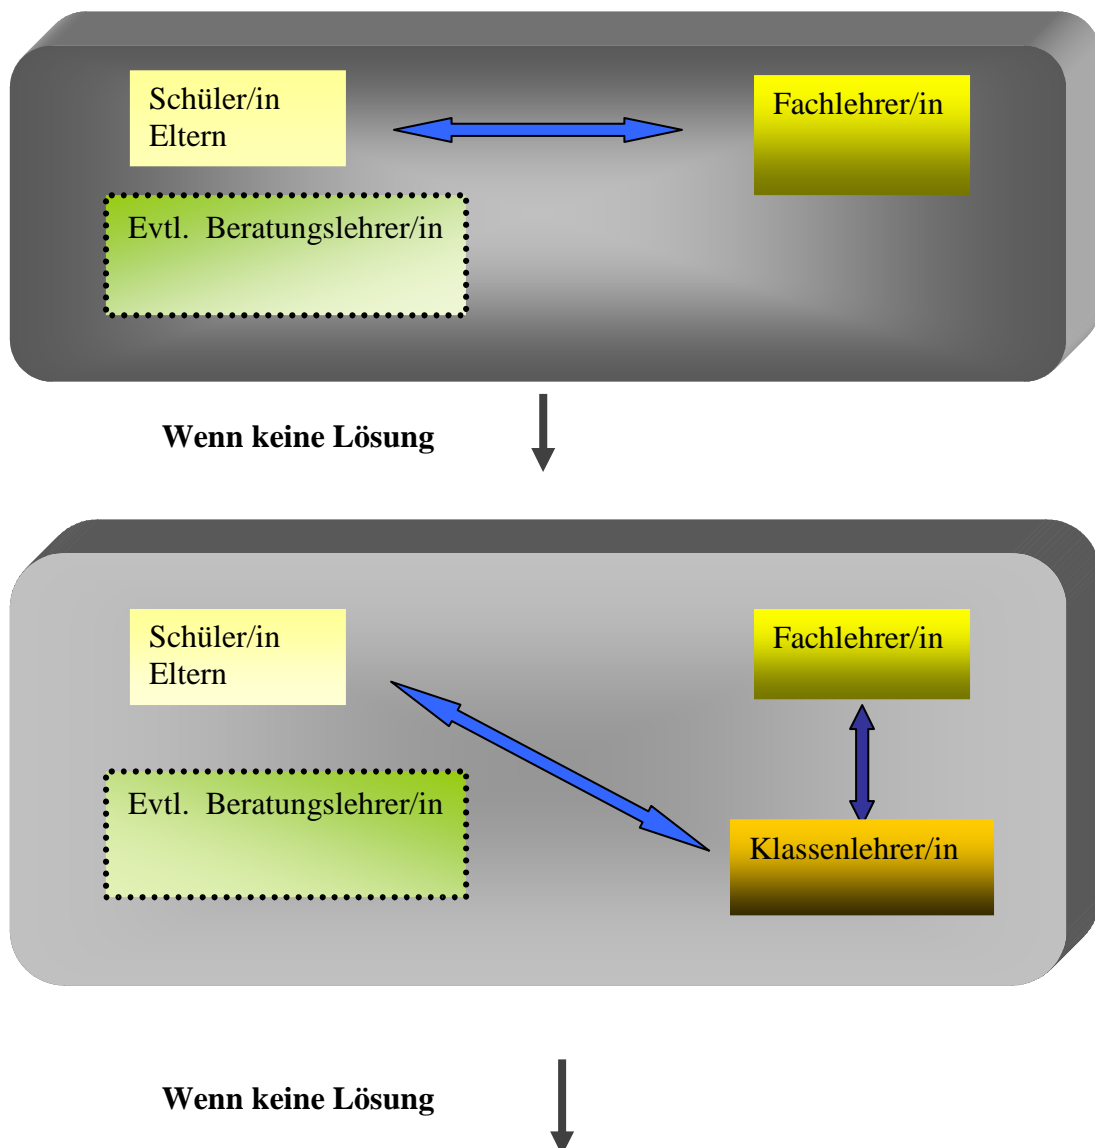 Schüler/in
Eltern
Fachlehrer/in
Evtl.  Beratungslehrer/in
Wenn keine Lösung
Schüler/in
Eltern
Fachlehrer/in
Evtl.  Beratungslehrer/in
Klassenlehrer/in
Wenn keine Lösung